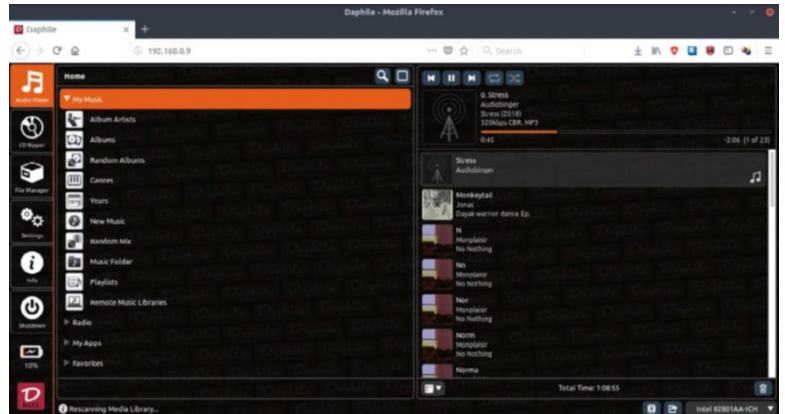 Daphile - Mozilla Firefox
Daphile
192.168.0.9
Search
Audio Player
CD Ripper
File Manager
Settings
Info
Shutdown
10%
Home
My Music
Album Artists
Albums
Random Albums
Genres
Years
New Music
Random Mix
Music Folder
Playlists
Remote Music Libraries
Radio
My Apps
Favorites
Rescanning Media Library...
0. Stress
Audiobinger
Stress (2018)
320kbps CBR, MP3
0:45
-2:06 (1 of 23)
Stress
Audiobinger
Monkeytail
Jonas
Dayak warrior dance Ep.
N
Monplaisir
No Nothing
No
Monplaisir
No Nothing
Nor
Monplaisir
No Nothing
Norm
Monplaisir
No Nothing
Norma
Total Time: 1:08:55
Intel 82801AA-ICH